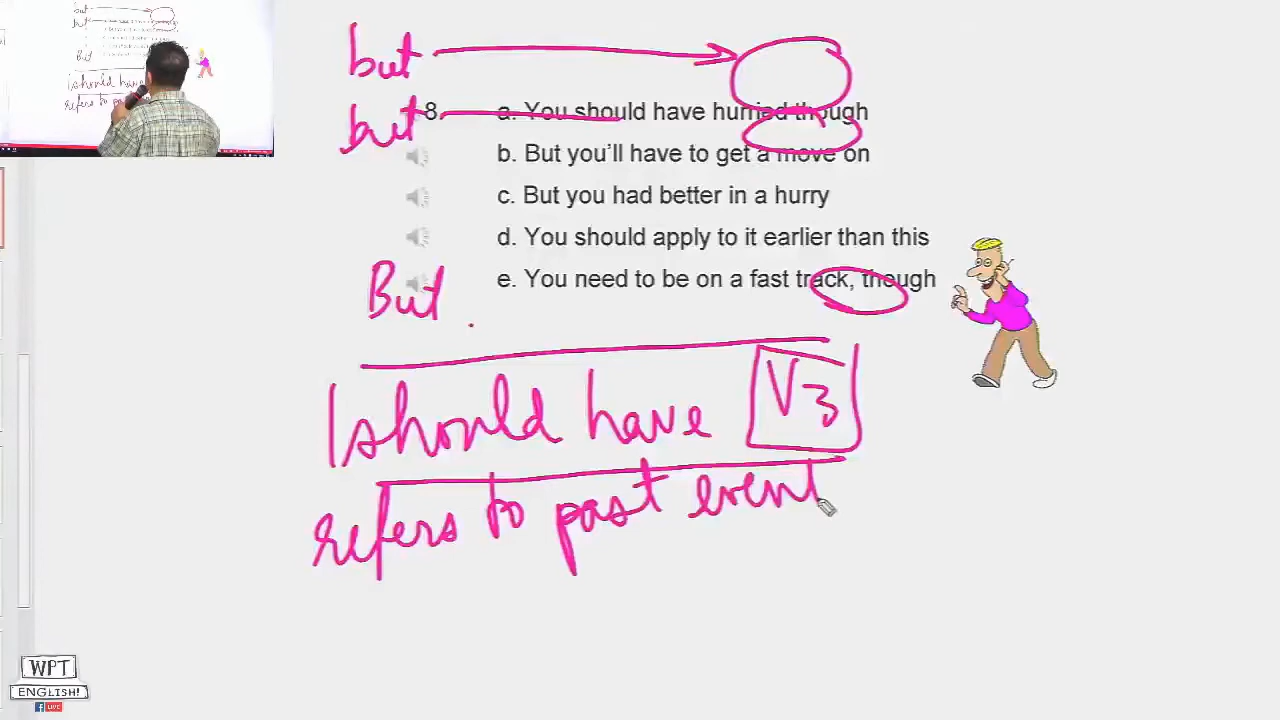 but
but 8. a. You should have hurried though
b. But you'll have to get a move on
c. But you had better in a hurry
d. You should apply to it earlier than this
But e. You need to be on a fast track, though
should have V3
refers to past event
WPT
ENGLISH!
f LIVE